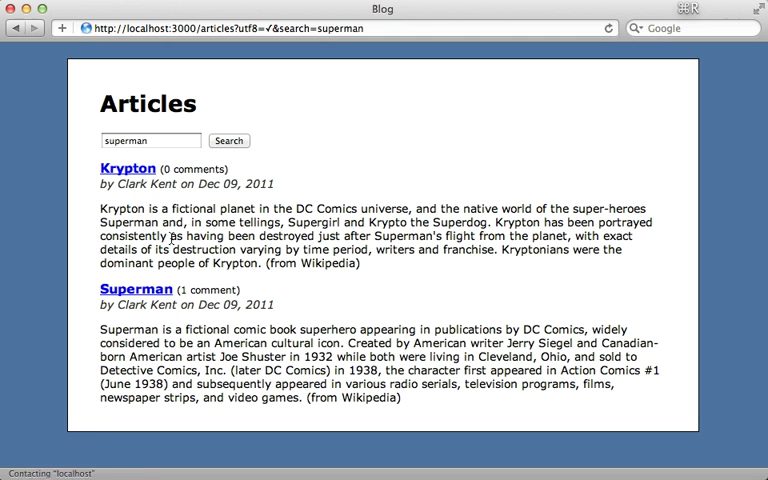 Blog
⌘R
http://localhost:3000/articles?utf8=✓&search=superman
Google
Articles
superman
Search
Krypton (0 comments)
by Clark Kent on Dec 09, 2011
Krypton is a fictional planet in the DC Comics universe, and the native world of the super-heroes
Superman and, in some tellings, Supergirl and Krypto the Superdog. Krypton has been portrayed
consistently as having been destroyed just after Superman's flight from the planet, with exact
details of its destruction varying by time period, writers and franchise. Kryptonians were the
dominant people of Krypton. (from Wikipedia)
Superman (1 comment)
by Clark Kent on Dec 09, 2011
Superman is a fictional comic book superhero appearing in publications by DC Comics, widely
considered to be an American cultural icon. Created by American writer Jerry Siegel and Canadian-
born American artist Joe Shuster in 1932 while both were living in Cleveland, Ohio, and sold to
Detective Comics, Inc. (later DC Comics) in 1938, the character first appeared in Action Comics #1
(June 1938) and subsequently appeared in various radio serials, television programs, films,
newspaper strips, and video games. (from Wikipedia)
Contacting "localhost"